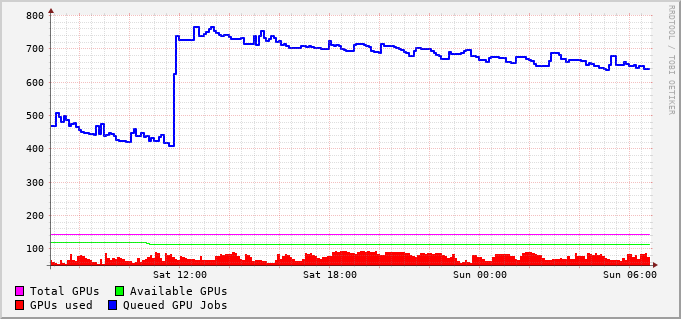 800
700
600
500
400
300
200
100
Sat 12:00 Sat 18:00 Sun 00:00 Sun 06:00
Total GPUs Available GPUs
GPUs used Queued GPU Jobs
RRDTOOL / TOBI OETIKER